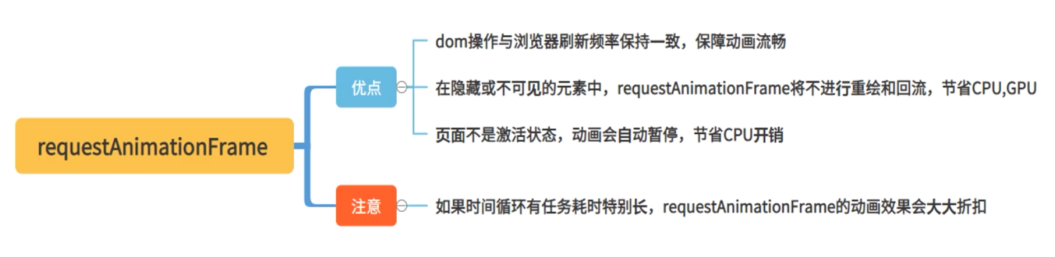 requestAnimationFrame
优点
dom操作与浏览器刷新频率保持一致，保障动画流畅
在隐藏或不可见的元素中，requestAnimationFrame将不进行重绘和回流，节省CPU,GPU
页面不是激活状态，动画会自动暂停，节省CPU开销
注意
如果时间循环有任务耗时特别长，requestAnimationFrame的动画效果会大大折扣